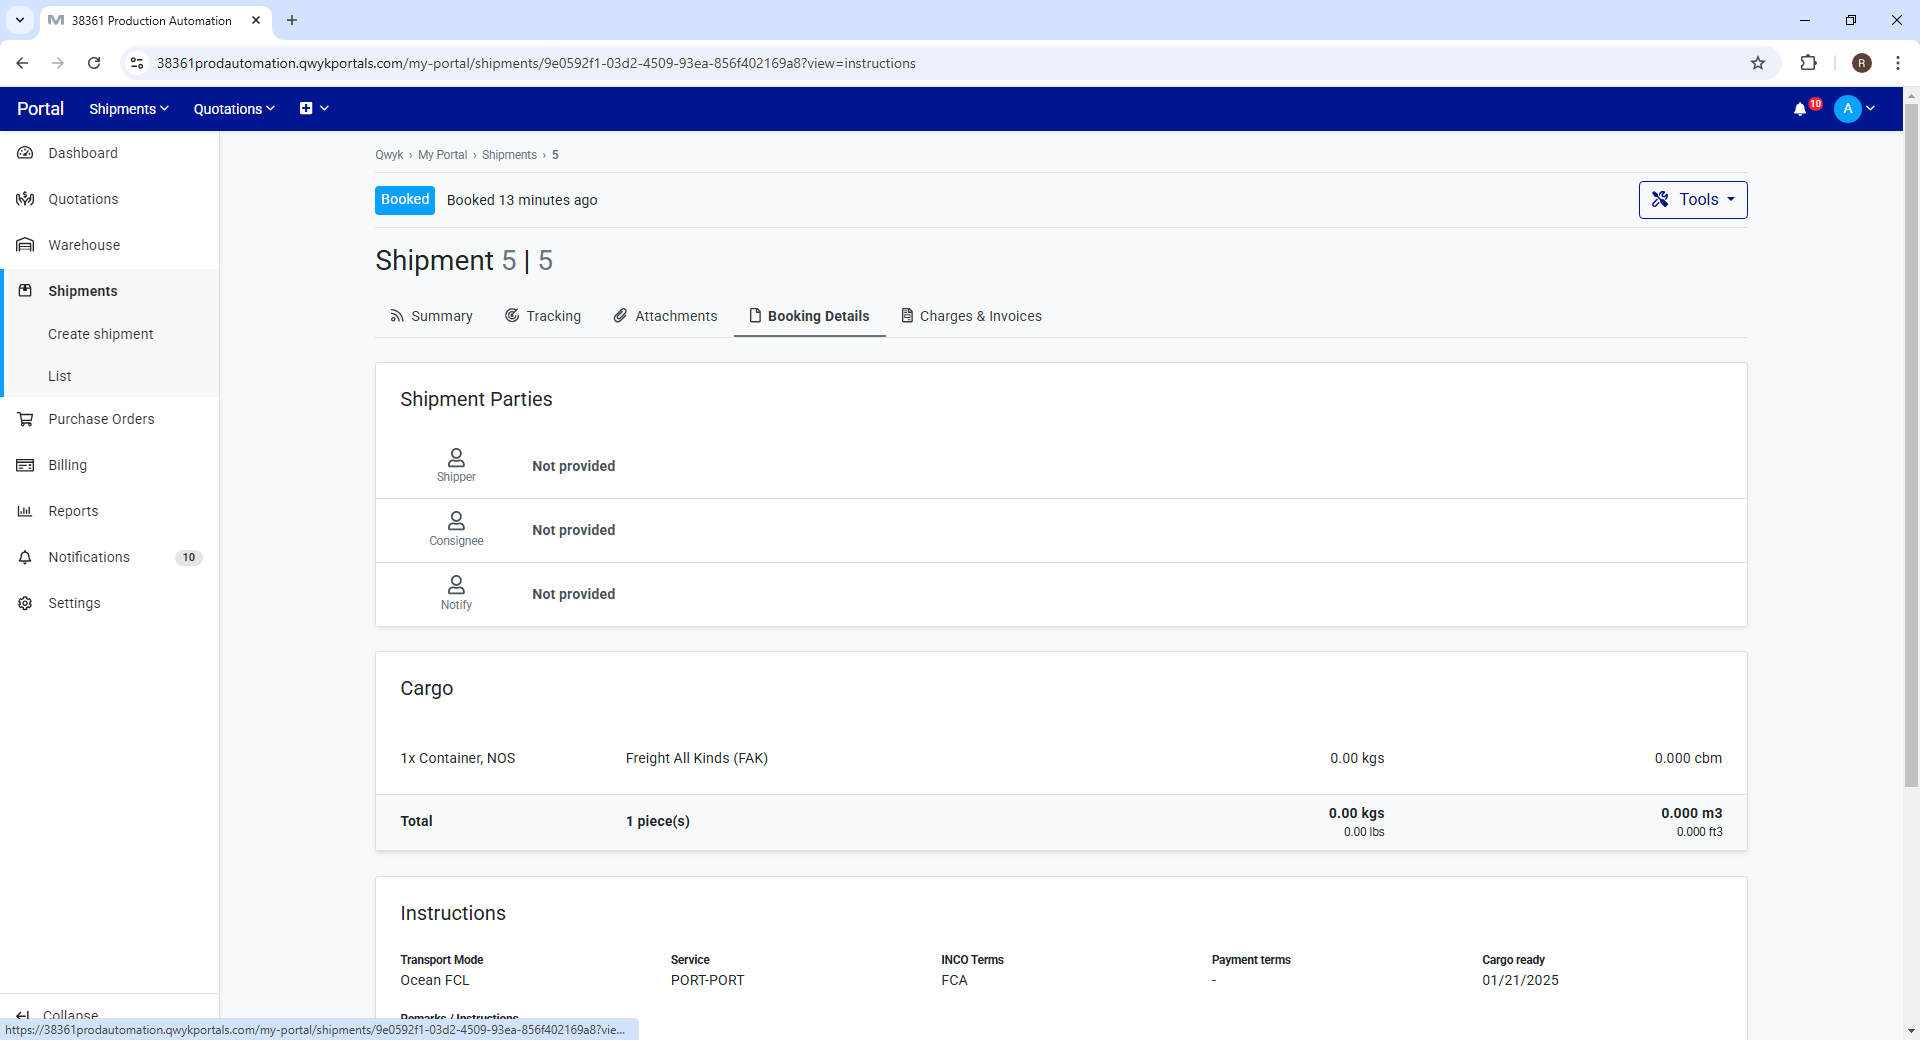 38361 Production Automation
38361prodautomation.qwykportals.com/my-portal/shipments/9e0592f1-03d2-4509-93ea-856f402169a8?view=instructions
R
Portal
Shipments
Quotations
10
A
Dashboard
Quotations
Warehouse
Shipments
Create shipment
List
Purchase Orders
Billing
Reports
Notifications 10
Settings
Collapse
Qwyk › My Portal › Shipments › 5
Booked Booked 13 minutes ago
Tools
Shipment 5 | 5
Summary Tracking Attachments Booking Details Charges & Invoices
Shipment Parties
Shipper Not provided
Consignee Not provided
Notify Not provided
Cargo
1x Container, NOS Freight All Kinds (FAK) 0.00 kgs 0.000 cbm
Total 1 piece(s) 0.00 kgs 0.000 m3
0.00 lbs 0.000 ft3
Instructions
Transport Mode Service INCO Terms Payment terms Cargo ready
Ocean FCL PORT-PORT FCA - 01/21/2025
Remarks / Instructions
https://38361prodautomation.qwykportals.com/my-portal/shipments/9e0592f1-03d2-4509-93ea-856f402169a8?vie...